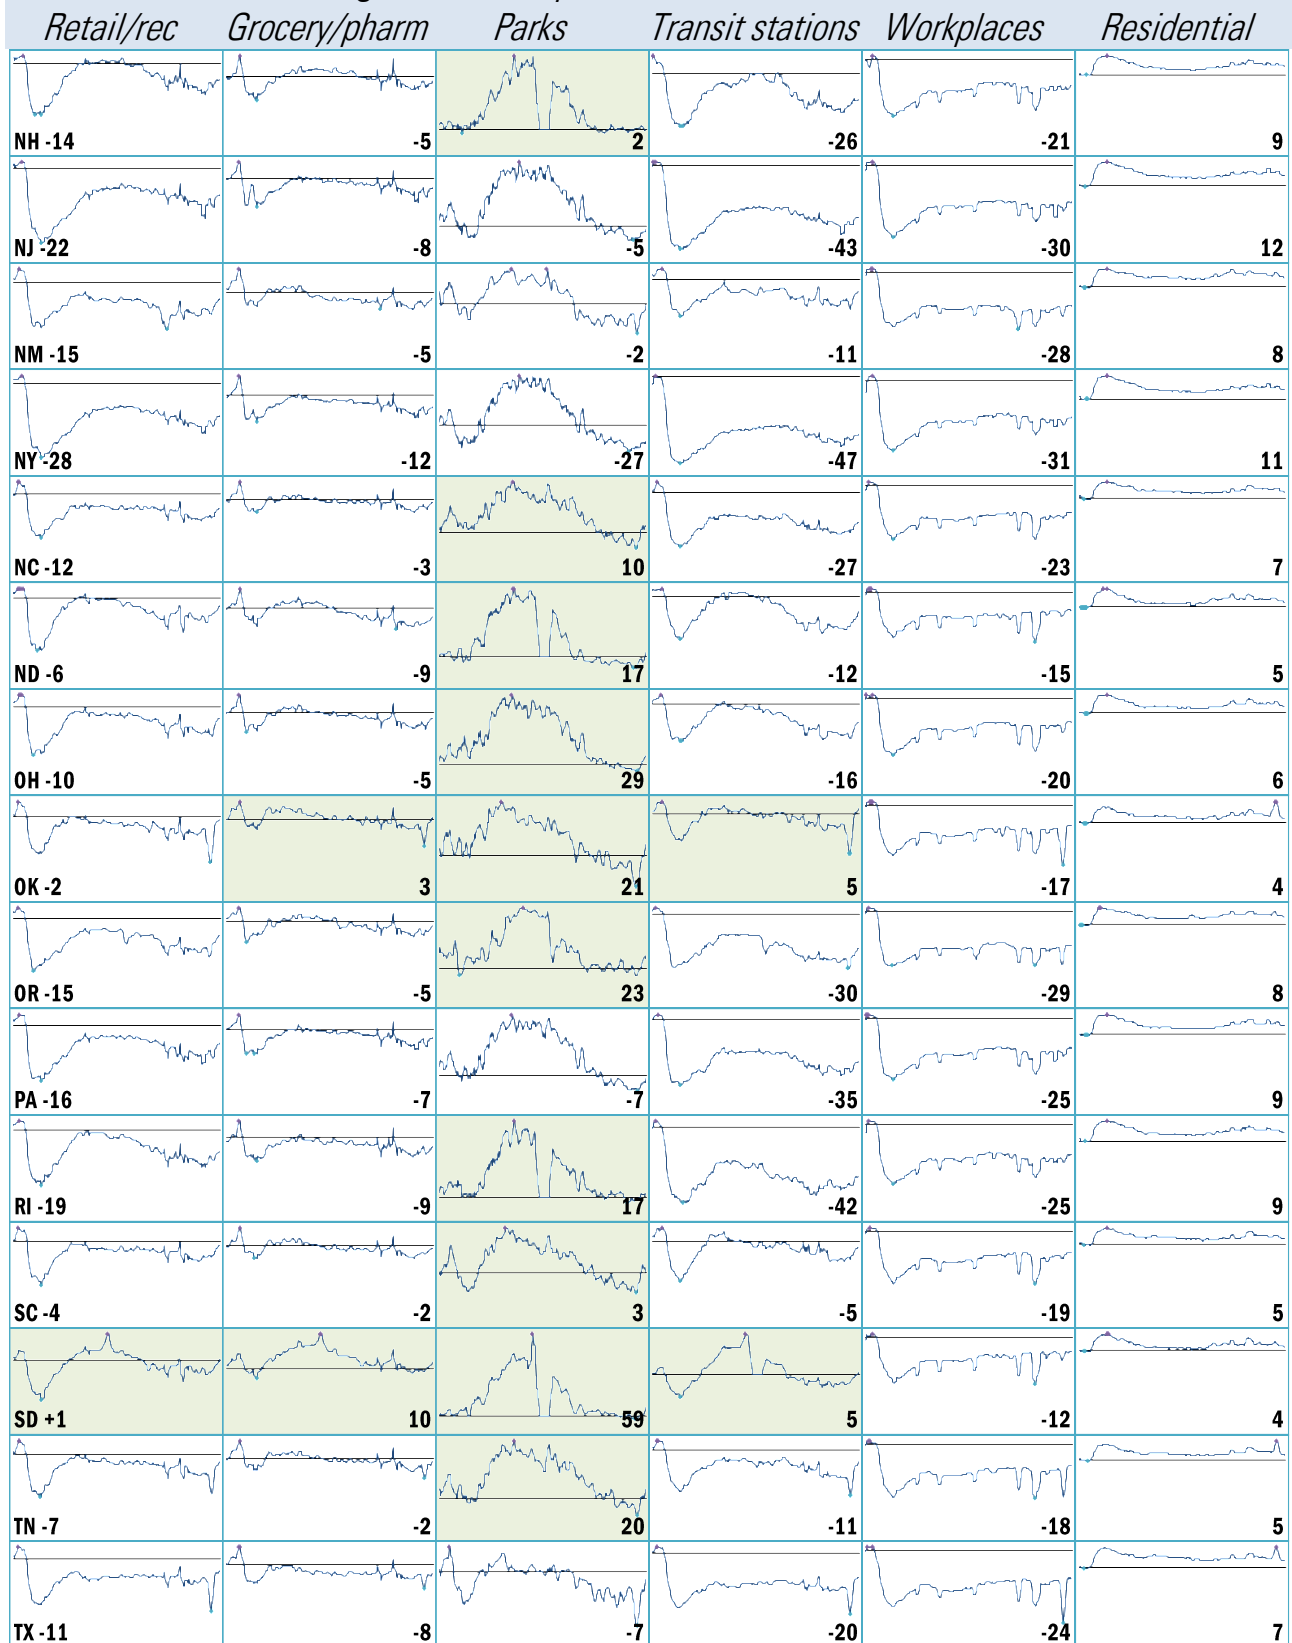 Retail/rec Grocery/pharm Parks Transit stations Workplaces Residential
NH -14 -5 2 -26 -21 9
NJ -22 -8 -5 -43 -30 12
NM -15 -5 -2 -11 -28 8
NY -28 -12 -27 -47 -31 11
NC -12 -3 10 -27 -23 7
ND -6 -9 17 -12 -15 5
OH -10 -5 29 -16 -20 6
OK -2 3 21 5 -17 4
OR -15 -5 23 -30 -29 8
PA -16 -7 -7 -35 -25 9
RI -19 -9 17 -42 -25 9
SC -4 -2 3 -5 -19 5
SD +1 10 59 5 -12 4
TN -7 -2 20 -11 -18 5
TX -11 -8 -7 -20 -24 7